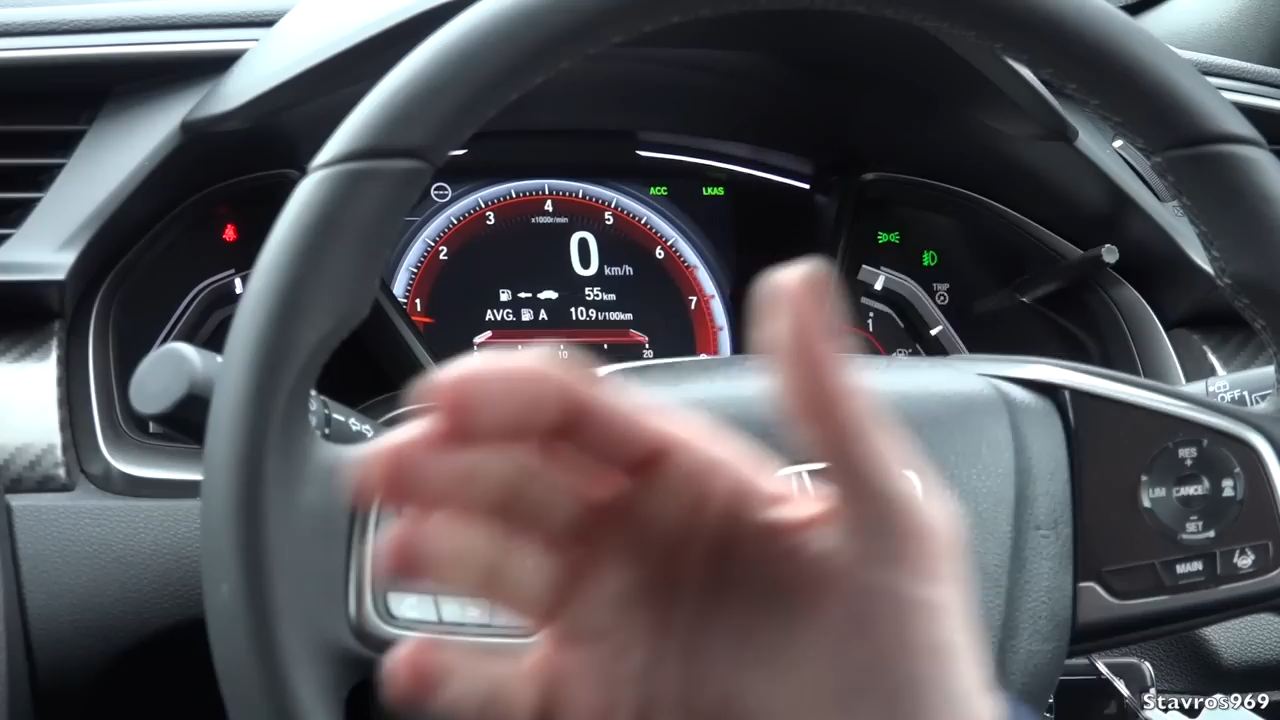 ACC LKAS
1 2 3 4 5 6 7
x1000r/min
0 km/h
55km
AVG. A 10.9 l/100km
10 20
TRIP
OFF
RES
+
LIM CANCEL
-
SET
MAIN
Stavros969